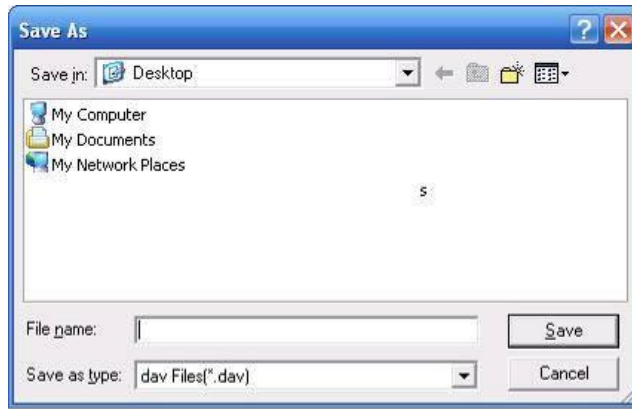 Save As
Save in: Desktop
My Computer
My Documents
My Network Places
s
File name:
Save
Save as type: dav Files(*.dav)
Cancel